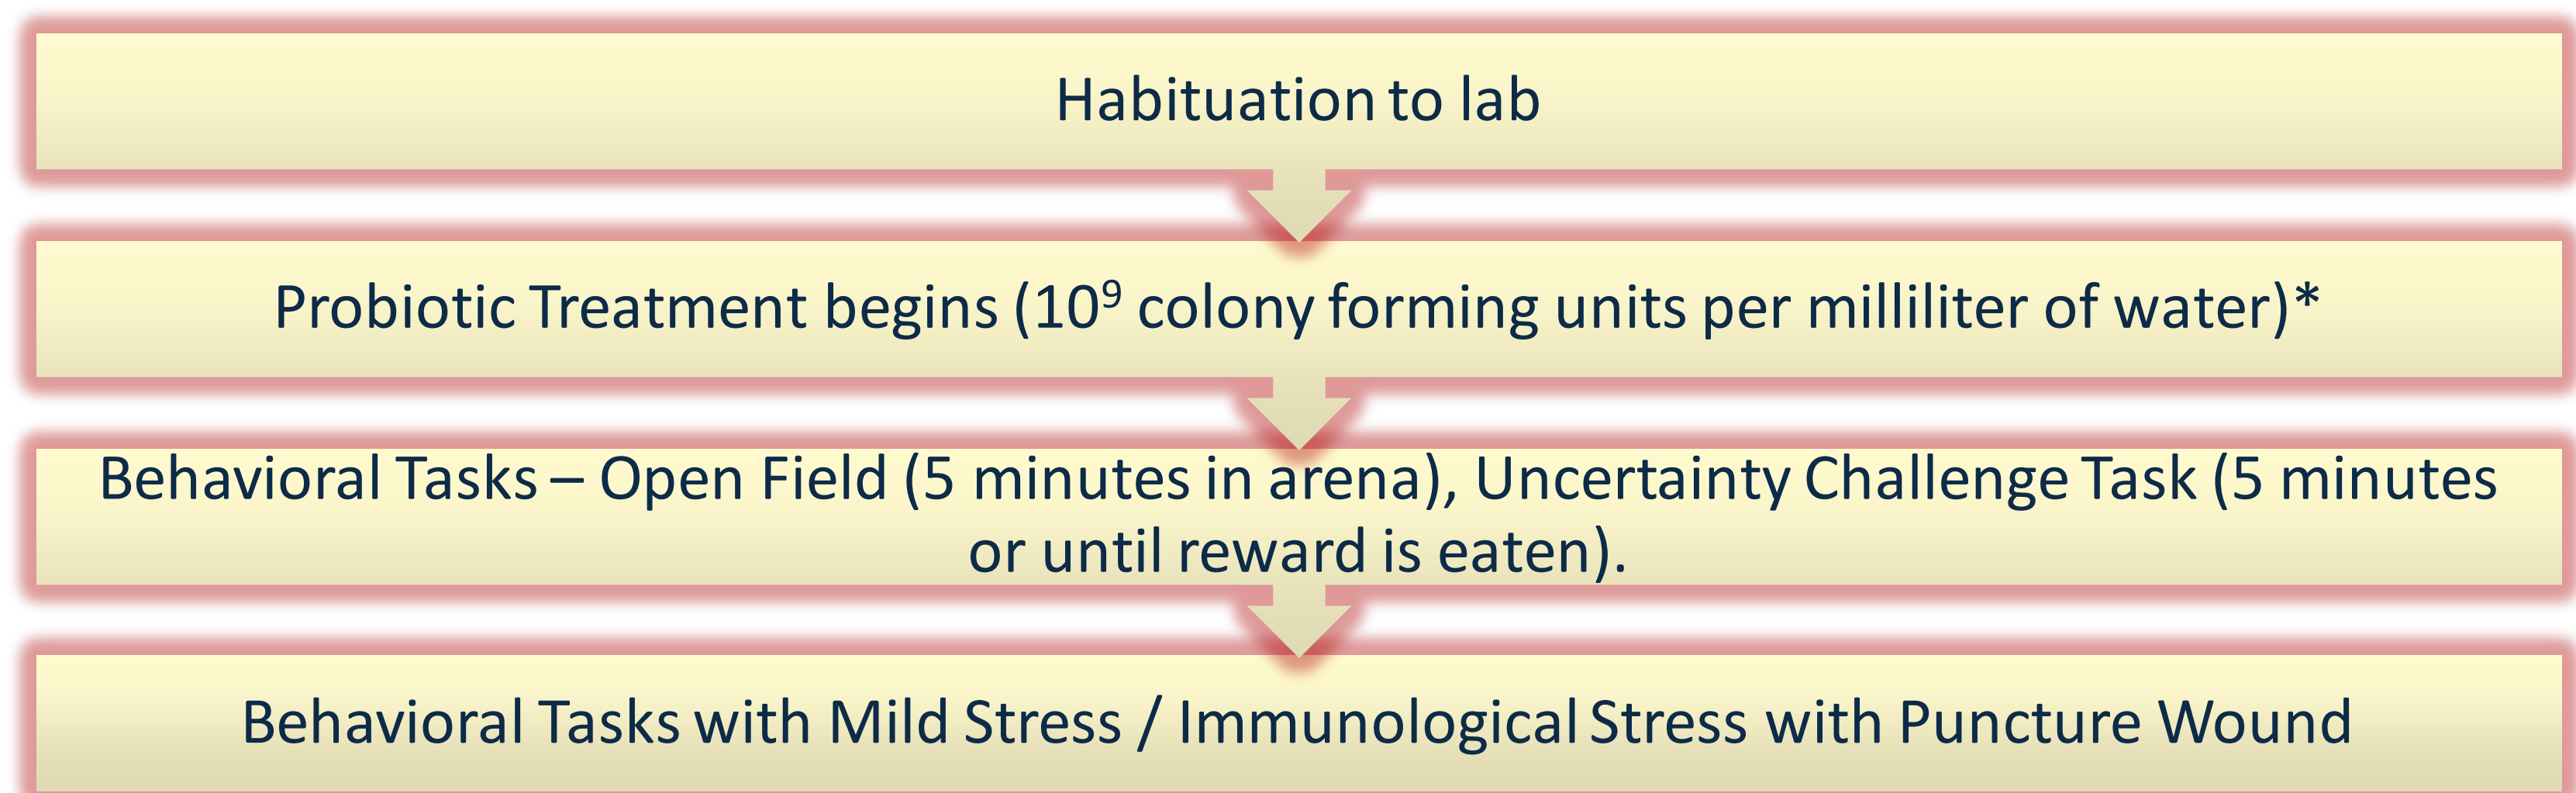 Habituation to lab
Probiotic Treatment begins (10⁹ colony forming units per milliliter of water)*
Behavioral Tasks – Open Field (5 minutes in arena), Uncertainty Challenge Task (5 minutes
or until reward is eaten).
Behavioral Tasks with Mild Stress / Immunological Stress with Puncture Wound